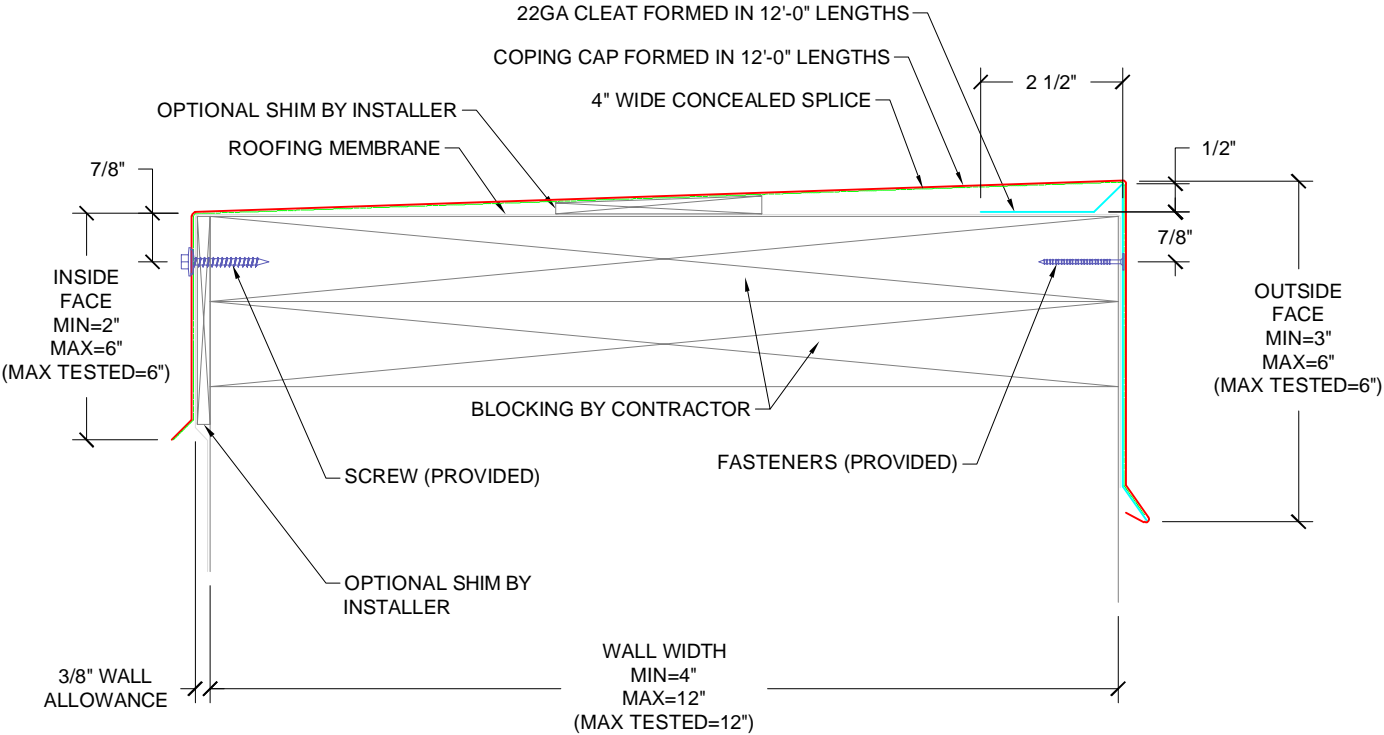 22GA CLEAT FORMED IN 12'-0" LENGTHS
COPING CAP FORMED IN 12'-0" LENGTHS
2 1/2"
4" WIDE CONCEALED SPLICE
OPTIONAL SHIM BY INSTALLER
ROOFING MEMBRANE
1/2"
7/8"
7/8"
INSIDE
FACE
MIN=2"
MAX=6"
(MAX TESTED=6")
OUTSIDE
FACE
MIN=3"
MAX=6"
(MAX TESTED=6")
BLOCKING BY CONTRACTOR
SCREW (PROVIDED)
FASTENERS (PROVIDED)
OPTIONAL SHIM BY
INSTALLER
3/8" WALL
ALLOWANCE
WALL WIDTH
MIN=4"
MAX=12"
(MAX TESTED=12")